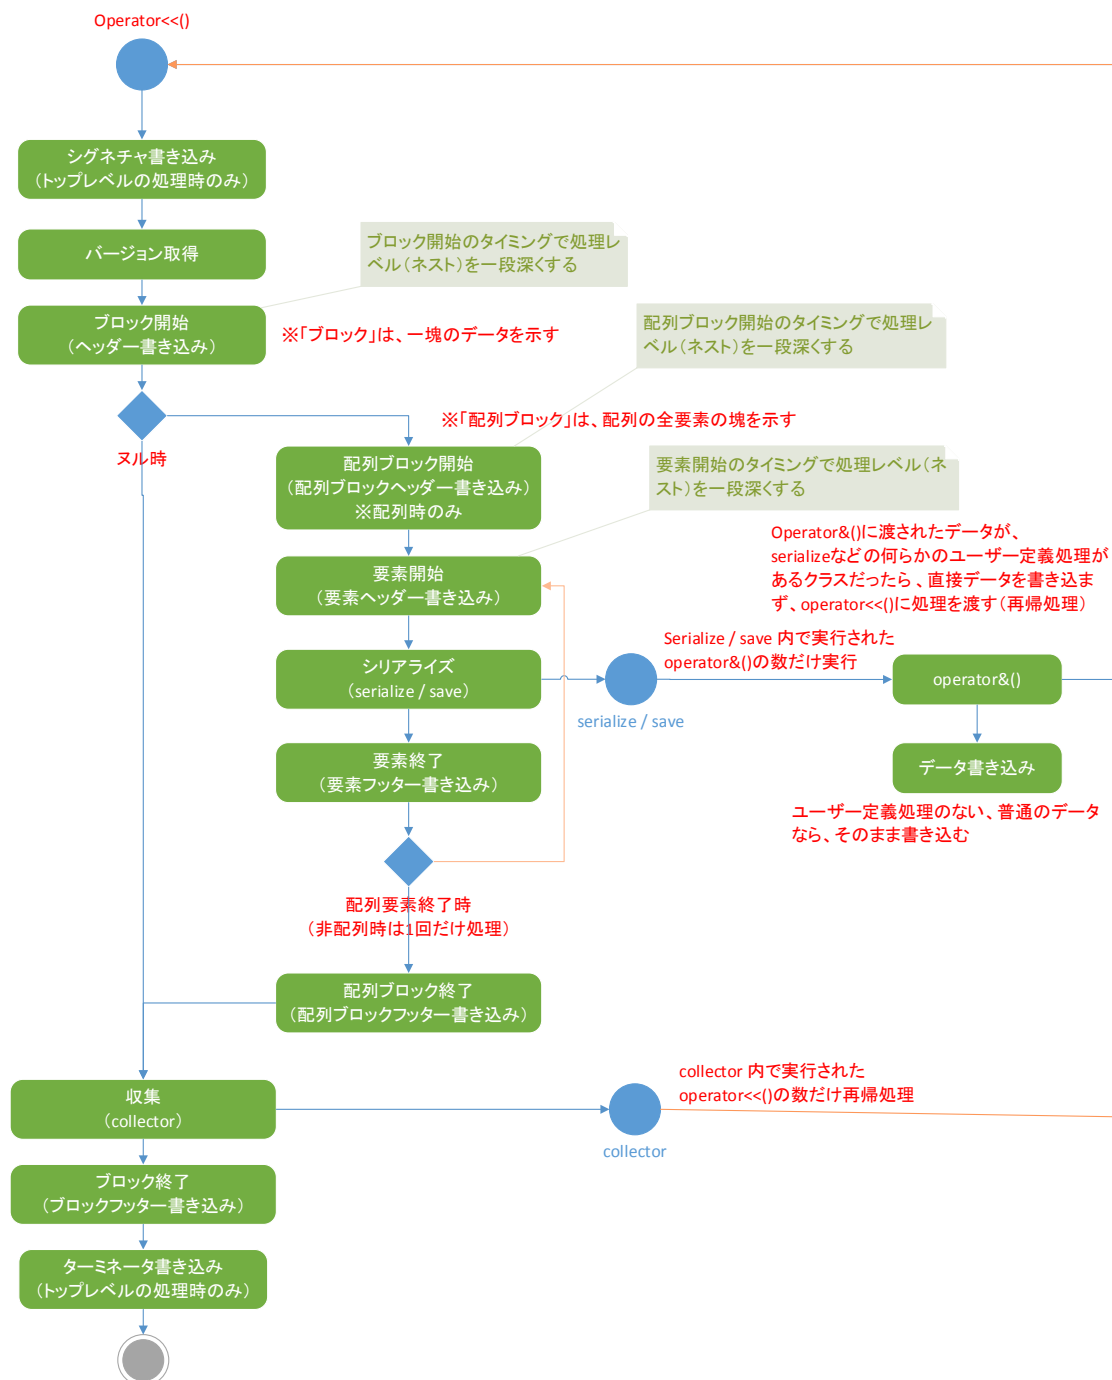 Operator<<()
シグネチャ書き込み
（トップレベルの処理時のみ）
バージョン取得
ブロック開始のタイミングで処理レ
ベル（ネスト）を一段深くする
ブロック開始
（ヘッダー書き込み）
※「ブロック」は、一塊のデータを示す
配列ブロック開始のタイミングで処理レ
ベル（ネスト）を一段深くする
※「配列ブロック」は、配列の全要素の塊を示す
ヌル時
配列ブロック開始
（配列ブロックヘッダー書き込み）
※配列時のみ
要素開始のタイミングで処理レベル（ネ
スト）を一段深くする
要素開始
（要素ヘッダー書き込み）
Operator&()に渡されたデータが、
serializeなどの何らかのユーザー定義処理が
あるクラスだったら、直接データを書き込ま
ず、operator<<()に処理を渡す（再帰処理）
シリアライズ
（serialize / save）
serialize / save
Serialize / save 内で実行された
operator&()の数だけ実行
operator&()
データ書き込み
ユーザー定義処理のない、普通のデータ
なら、そのまま書き込む
要素終了
（要素フッター書き込み）
配列要素終了時
（非配列時は1回だけ処理）
配列ブロック終了
（配列ブロックフッター書き込み）
収集
（collector）
collector
collector 内で実行された
operator<<()の数だけ再帰処理
ブロック終了
（ブロックフッター書き込み）
ターミネータ書き込み
（トップレベルの処理時のみ）